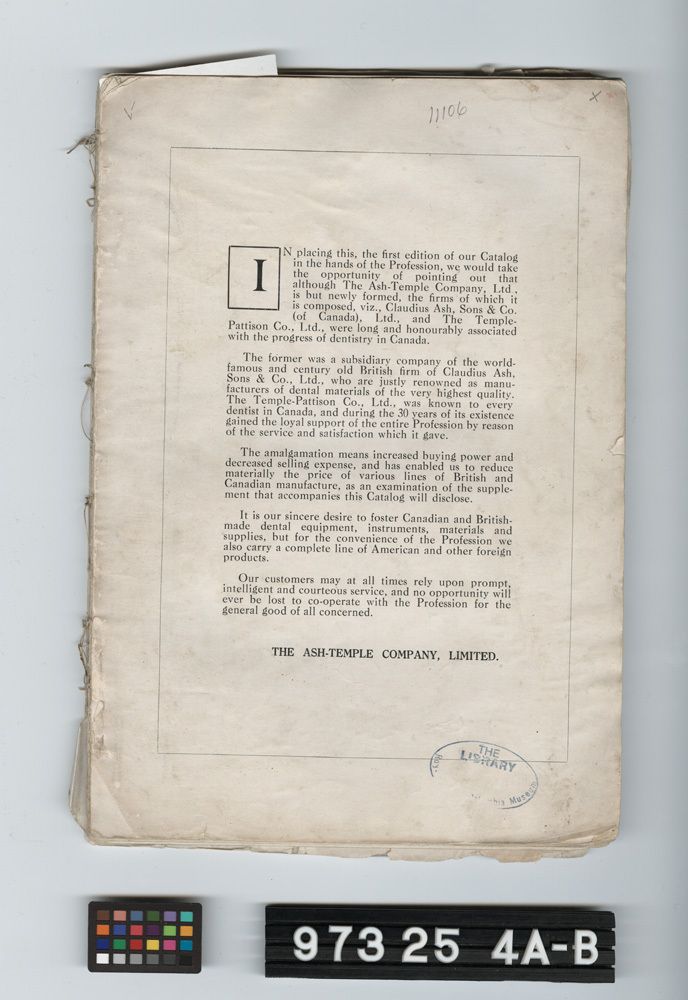 11106
IN placing this, the first edition of our Catalog
in the hands of the Profession, we would take
the opportunity of pointing out that
although The Ash-Temple Company, Ltd.,
is but newly formed, the firms of which it
is composed, viz., Claudius Ash, Sons & Co.
(of Canada), Ltd., and The Temple-
Pattison Co., Ltd., were long and honourably associated
with the progress of dentistry in Canada.
The former was a subsidiary company of the world-
famous and century old British firm of Claudius Ash,
Sons & Co., Ltd., who are justly renowned as manu-
facturers of dental materials of the very highest quality.
The Temple-Pattison Co., Ltd., was known to every
dentist in Canada, and during the 30 years of its existence
gained the loyal support of the entire Profession by reason
of the service and satisfaction which it gave.
The amalgamation means increased buying power and
decreased selling expense, and has enabled us to reduce
materially the price of various lines of British and
Canadian manufacture, as an examination of the supple-
ment that accompanies this Catalog will disclose.
It is our sincere desire to foster Canadian and British-
made dental equipment, instruments, materials and
supplies, but for the convenience of the Profession we
also carry a complete line of American and other foreign
products.
Our customers may at all times rely upon prompt,
intelligent and courteous service, and no opportunity will
ever be lost to co-operate with the Profession for the
general good of all concerned.
THE ASH-TEMPLE COMPANY, LIMITED.
THE
LIBRARY
Museum
973 25 4A-B